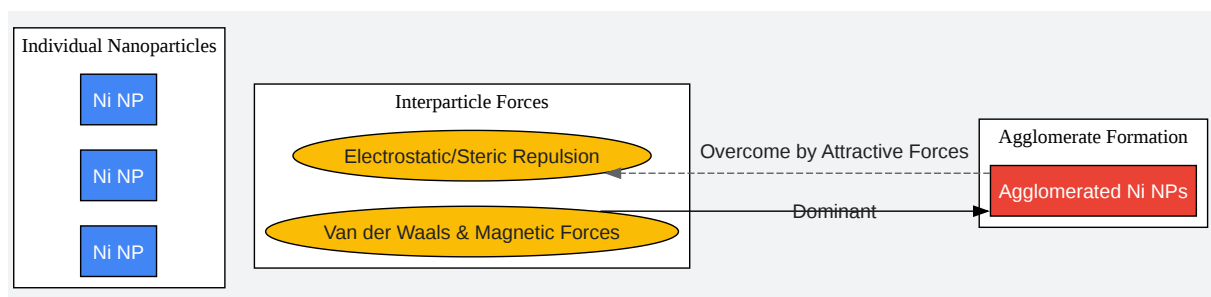 Individual Nanoparticles
Ni NP
Ni NP
Ni NP
Interparticle Forces
Electrostatic/Steric Repulsion
Van der Waals & Magnetic Forces
Overcome by Attractive Forces
Dominant
Agglomerate Formation
Agglomerated Ni NPs